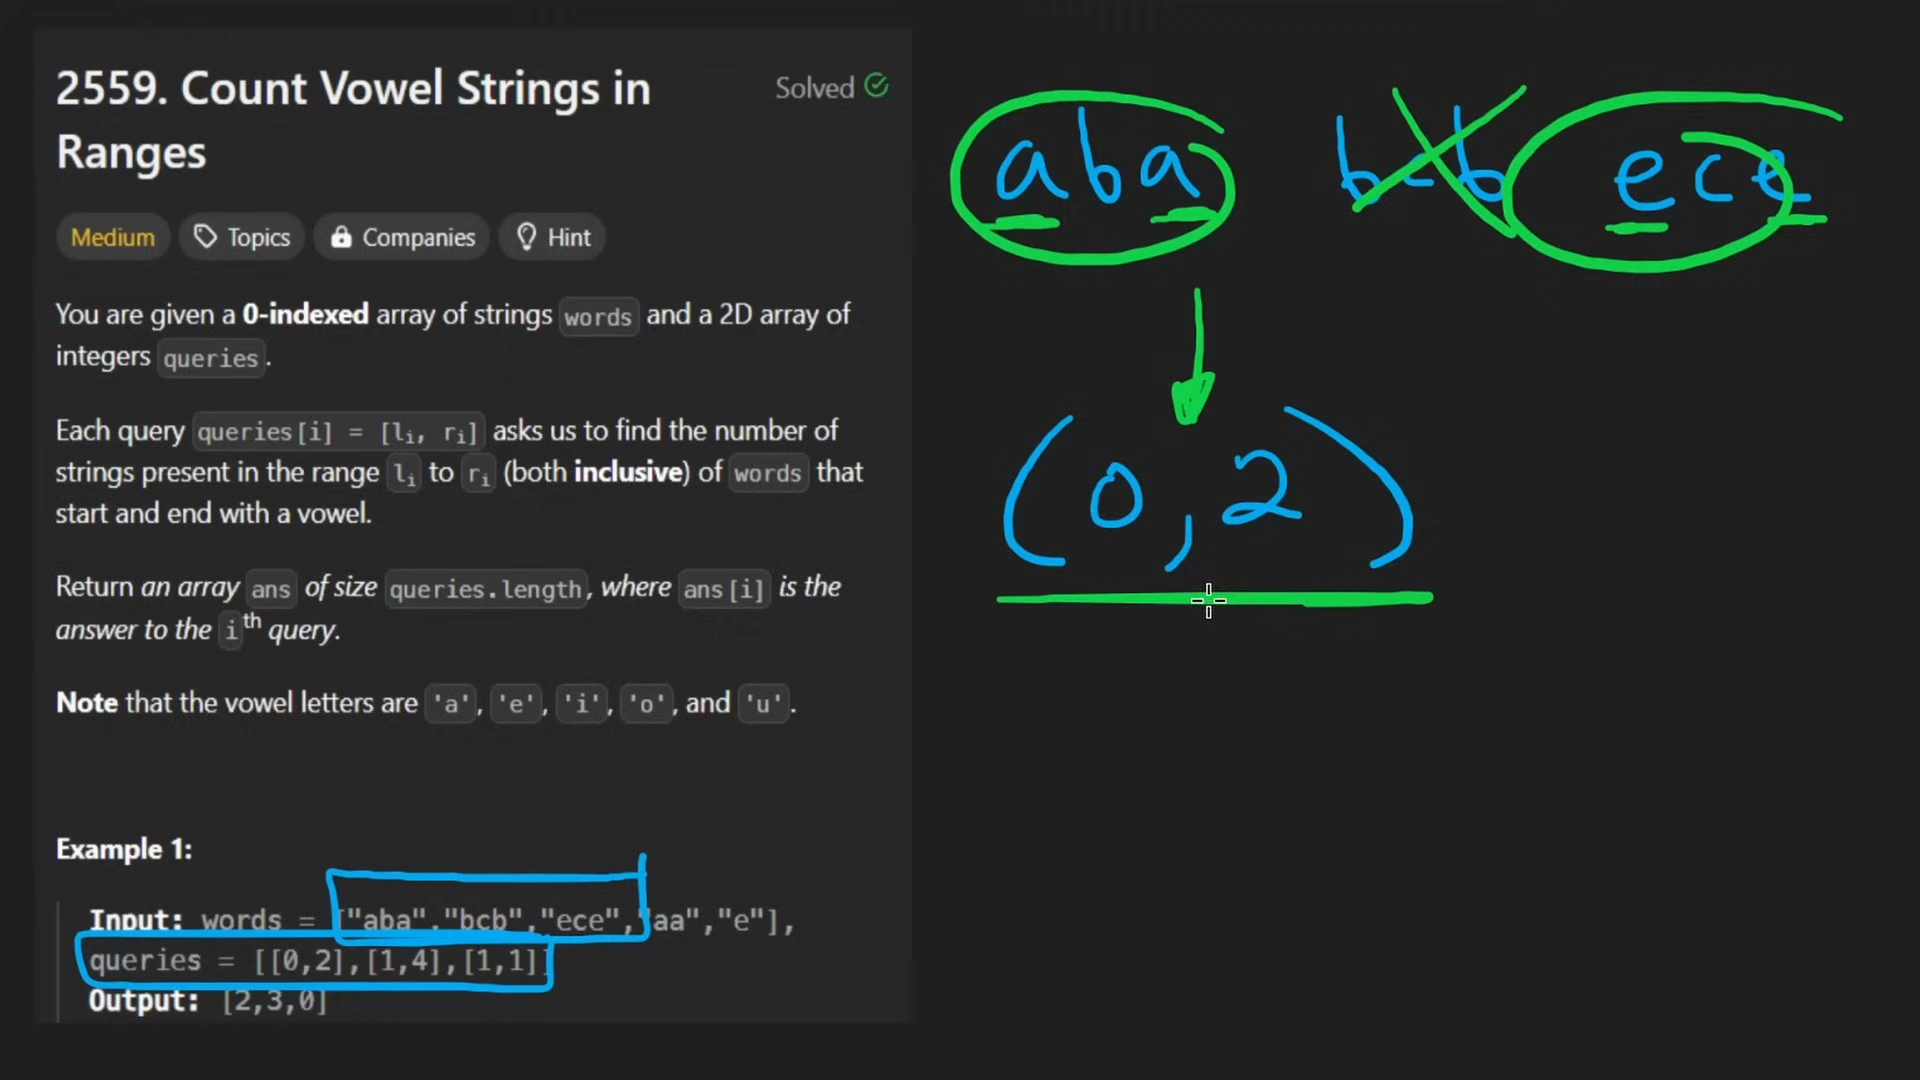 2559. Count Vowel Strings in
Ranges
Solved
Medium Topics Companies Hint
You are given a 0-indexed array of strings words and a 2D array of
integers queries.
Each query queries[i] = [lᵢ, rᵢ] asks us to find the number of
strings present in the range lᵢ to rᵢ (both inclusive) of words that
start and end with a vowel.
Return an array ans of size queries.length, where ans[i] is the
answer to the iᵗʰ query.
Note that the vowel letters are 'a', 'e', 'i', 'o', and 'u'.
Example 1:
Input: words = ["aba","bcb","ece","aa","e"],
queries = [[0,2],[1,4],[1,1]]
Output: [2,3,0]
aba bcb ece
(0,2)